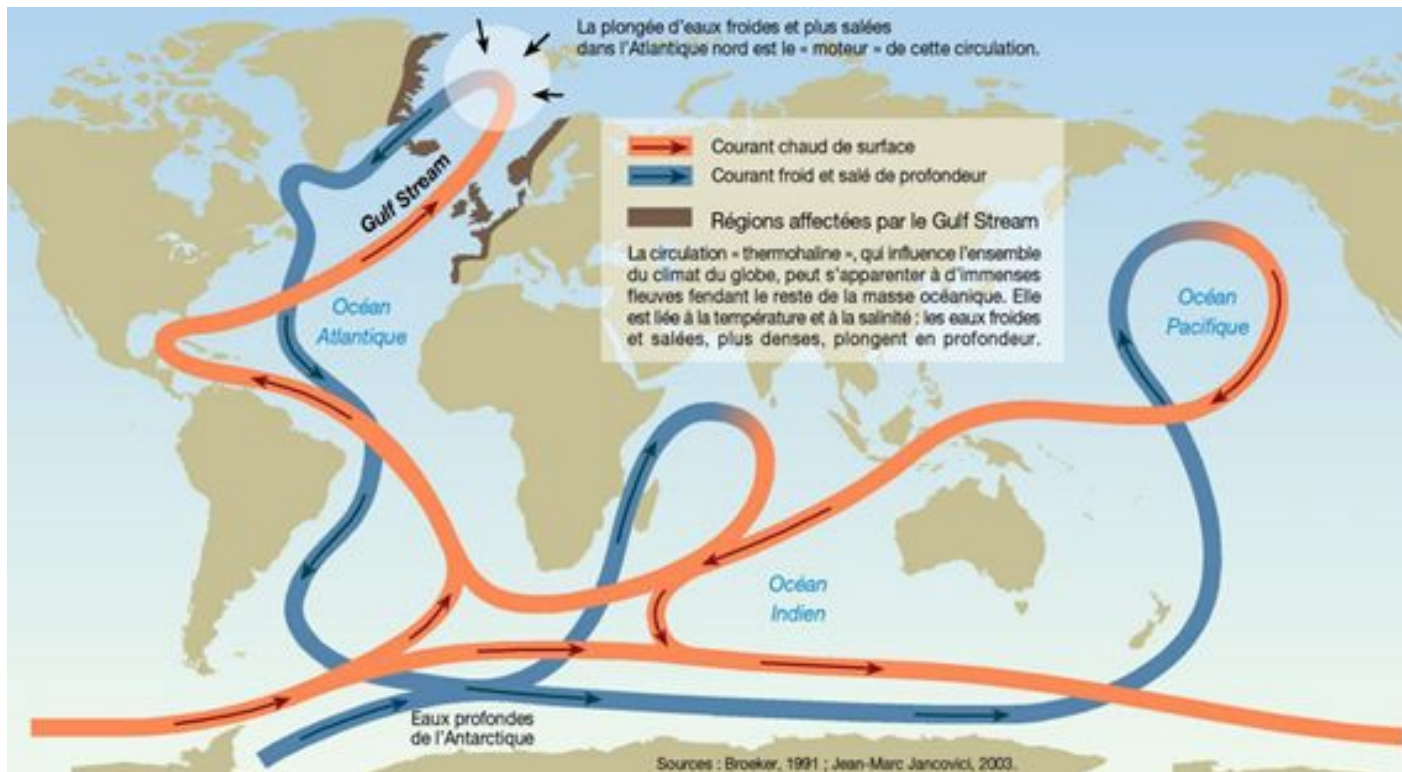 La plongée d'eaux froides et plus salées
dans l'Atlantique nord est le « moteur » de cette circulation.
Courant chaud de surface
Courant froid et salé de profondeur
Régions affectées par le Gulf Stream
La circulation « thermohaline », qui influence l'ensemble
du climat du globe, peut s'apparenter à d'immenses
fleuves fendant le reste de la masse océanique. Elle
est liée à la température et à la salinité : les eaux froides
et salées, plus denses, plongent en profondeur.
Gulf Stream
Océan
Atlantique
Océan
Pacifique
Océan
Indien
Eaux profondes
de l'Antarctique
Sources : Broeker, 1991 ; Jean-Marc Jancovici, 2003.